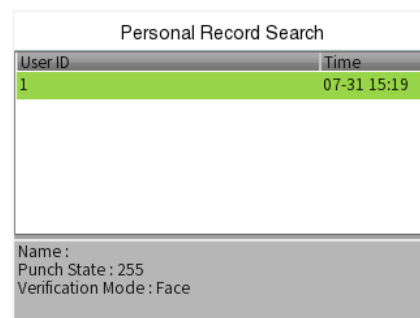 Personal Record Search
User ID Time
1 07-31 15:19
Name :
Punch State : 255
Verification Mode : Face